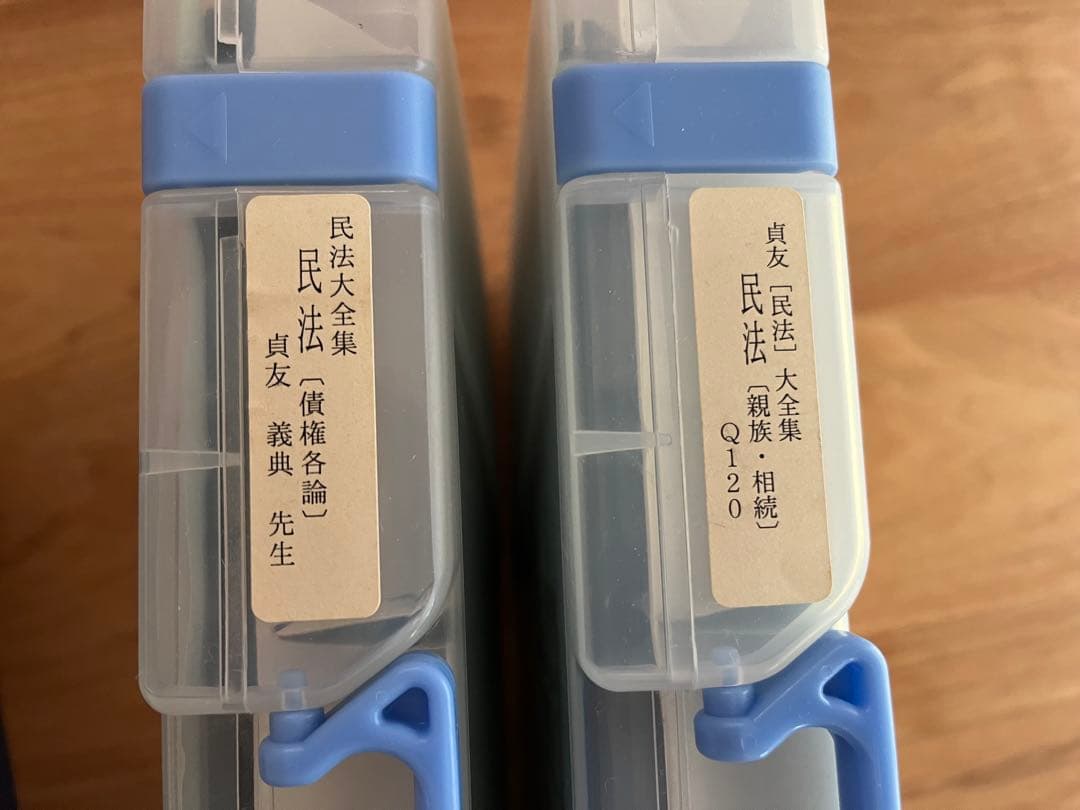 民法大全集
民法〔債権各論〕
貞友 義典 先生
貞友［民法］大全集
民法〔親族・相続〕
Q120